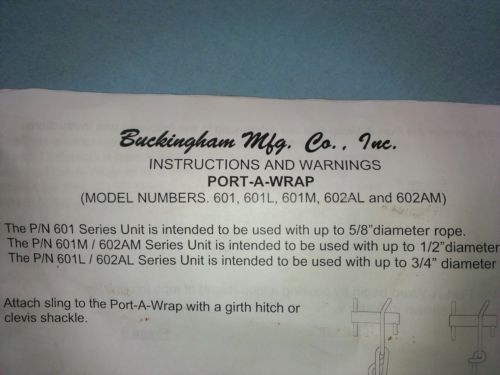 Buckingham Mfg. Co., Inc.
INSTRUCTIONS AND WARNINGS
PORT-A-WRAP
(MODEL NUMBERS. 601, 601L, 601M, 602AL and 602AM)
The P/N 601 Series Unit is intended to be used with up to 5/8"diameter rope.
The P/N 601M / 602AM Series Unit is intended to be used with up to 1/2"diameter
The P/N 601L / 602AL Series Unit is intended to be used with up to 3/4" diameter
Attach sling to the Port-A-Wrap with a girth hitch or
clevis shackle.